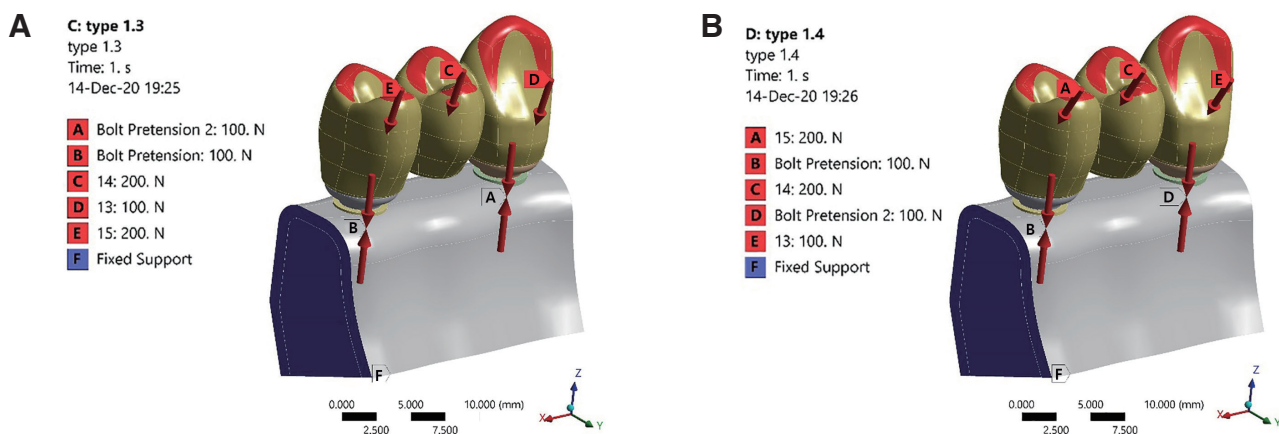 A
C: type 1.3
type 1.3
Time: 1. s
14-Dec-20 19:25
A Bolt Pretension 2: 100. N
B Bolt Pretension: 100. N
C 14: 200. N
D 13: 100. N
E 15: 200. N
F Fixed Support
C
D
E
A
B
F
0.000 5.000 10.000 (mm)
2.500 7.500
Z
X
Y
B
D: type 1.4
type 1.4
Time: 1. s
14-Dec-20 19:26
A 15: 200. N
B Bolt Pretension: 100. N
C 14: 200. N
D Bolt Pretension 2: 100. N
E 13: 100. N
F Fixed Support
C
E
A
D
B
F
0.000 5.000 10.000 (mm)
2.500 7.500
Z
X
Y